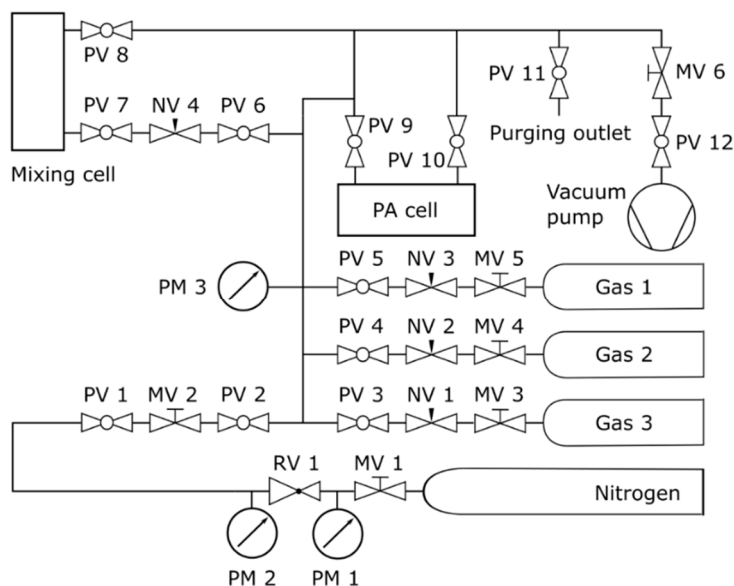 PV 8
PV 11
MV 6
PV 7 NV 4 PV 6
PV 9
Purging outlet
PV 12
PV 10
Mixing cell
Vacuum
pump
PA cell
PV 5 NV 3 MV 5
PM 3
Gas 1
PV 4 NV 2 MV 4
Gas 2
PV 1 MV 2 PV 2 PV 3 NV 1 MV 3
Gas 3
RV 1 MV 1
Nitrogen
PM 2 PM 1